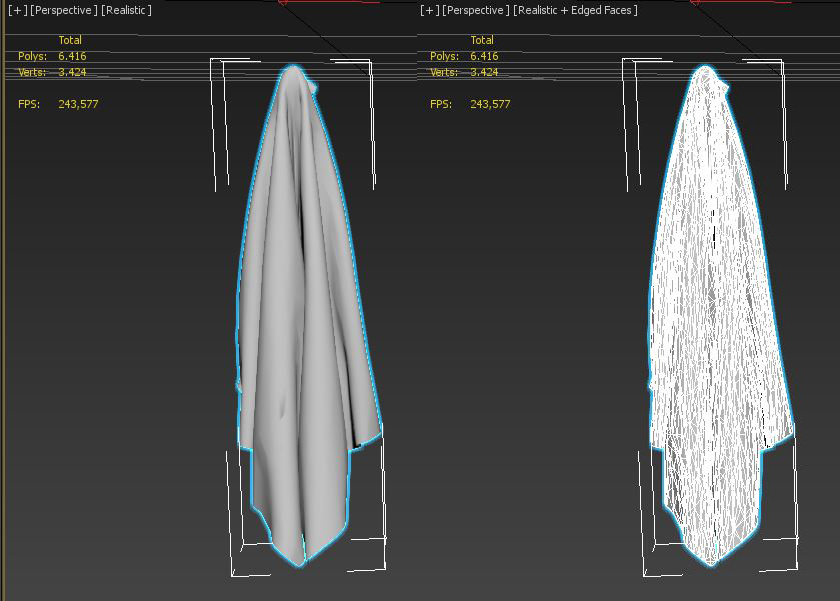 [+] [Perspective] [Realistic]
Total
Polys: 6.416
Verts: 3.424
FPS: 243,577
[+] [Perspective] [Realistic + Edged Faces]
Total
Polys: 6.416
Verts: 3.424
FPS: 243,577